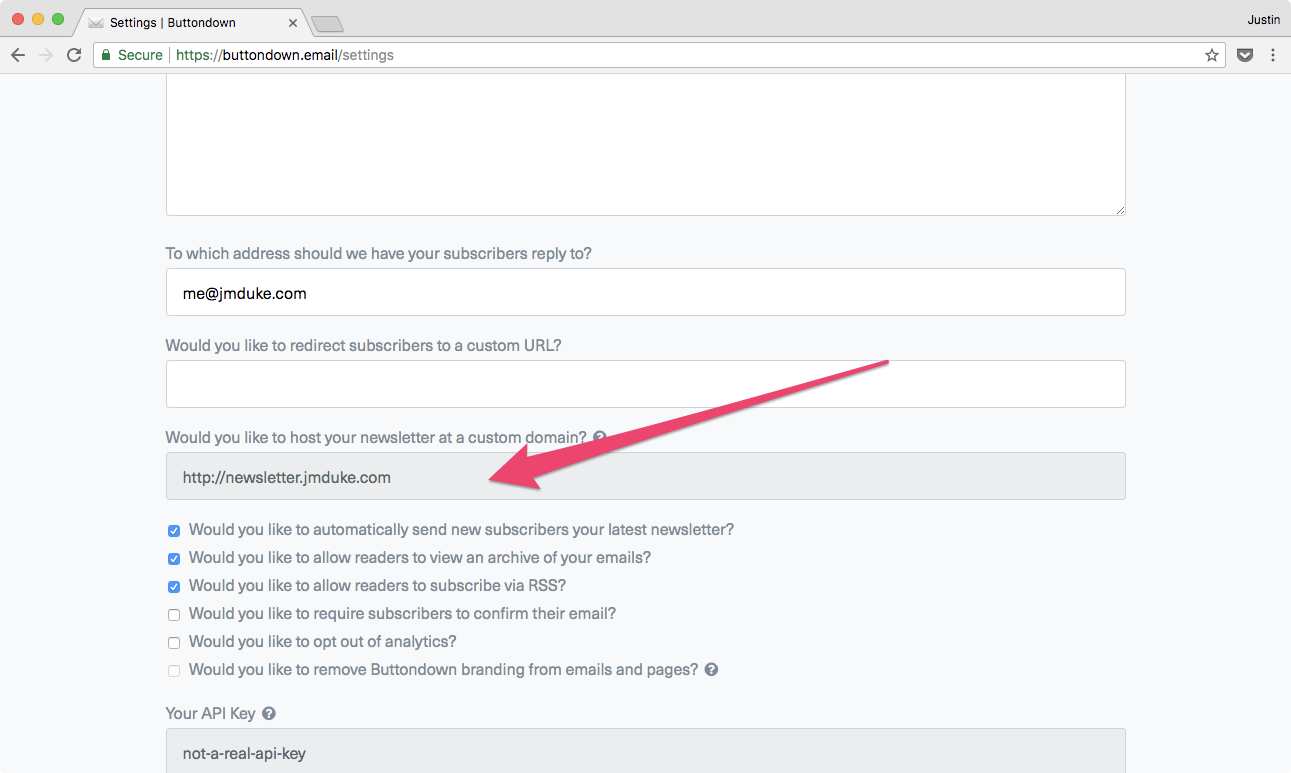 Settings | Buttondown
Justin
Secure
https://buttondown.email/settings
To which address should we have your subscribers reply to?
me@jmduke.com
Would you like to redirect subscribers to a custom URL?
Would you like to host your newsletter at a custom domain? ?
http://newsletter.jmduke.com
Would you like to automatically send new subscribers your latest newsletter?
Would you like to allow readers to view an archive of your emails?
Would you like to allow readers to subscribe via RSS?
Would you like to require subscribers to confirm their email?
Would you like to opt out of analytics?
Would you like to remove Buttondown branding from emails and pages? ?
Your API Key ?
not-a-real-api-key